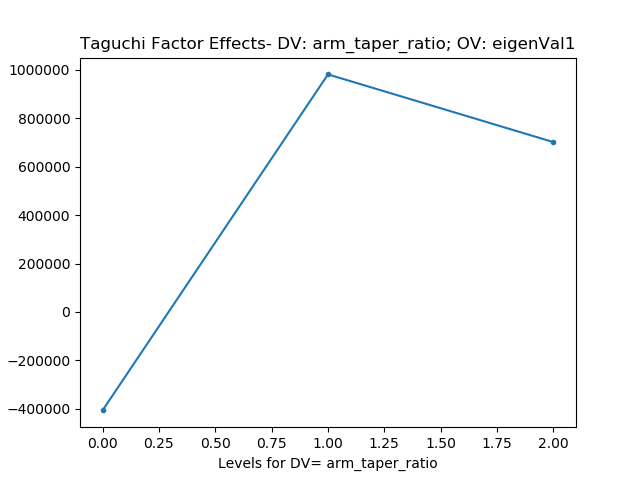 Taguchi Factor Effects- DV: arm_taper_ratio; OV: eigenVal1
1000000
800000
600000
400000
200000
0
−200000
−400000
0.00 0.25 0.50 0.75 1.00 1.25 1.50 1.75 2.00
Levels for DV= arm_taper_ratio